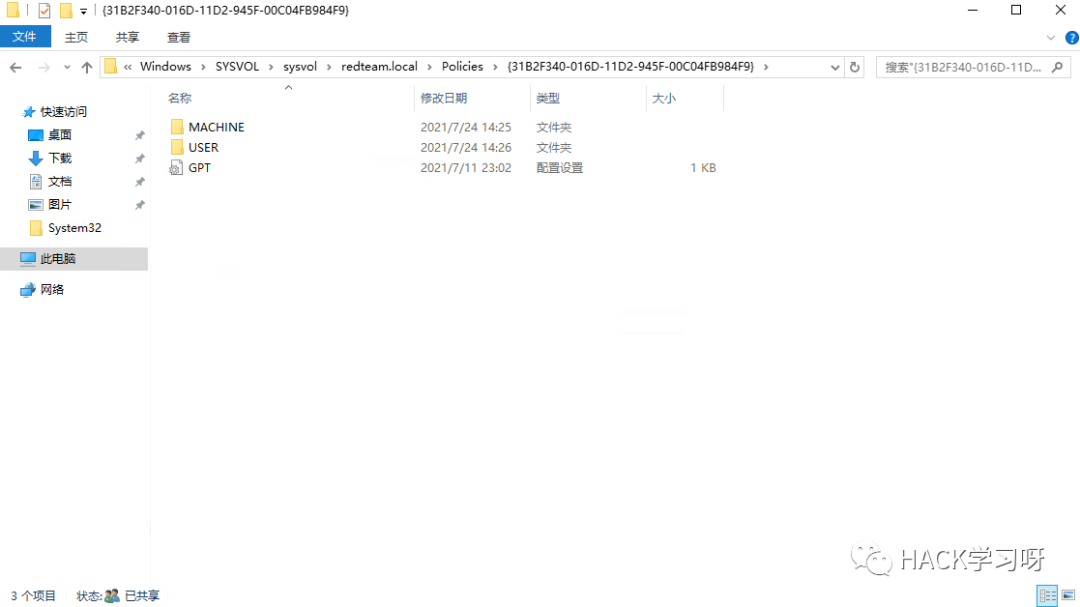 {31B2F340-016D-11D2-945F-00C04FB984F9}
文件 主页 共享 查看
« Windows › SYSVOL › sysvol › redteam.local › Policies › {31B2F340-016D-11D2-945F-00C04FB984F9} ›
搜索"{31B2F340-016D-11D...
名称 修改日期 类型 大小
快速访问
桌面
下载
文档
图片
System32
此电脑
网络
MACHINE 2021/7/24 14:25 文件夹
USER 2021/7/24 14:26 文件夹
GPT 2021/7/11 23:02 配置设置 1 KB
HACK学习呀
3 个项目 状态: 已共享